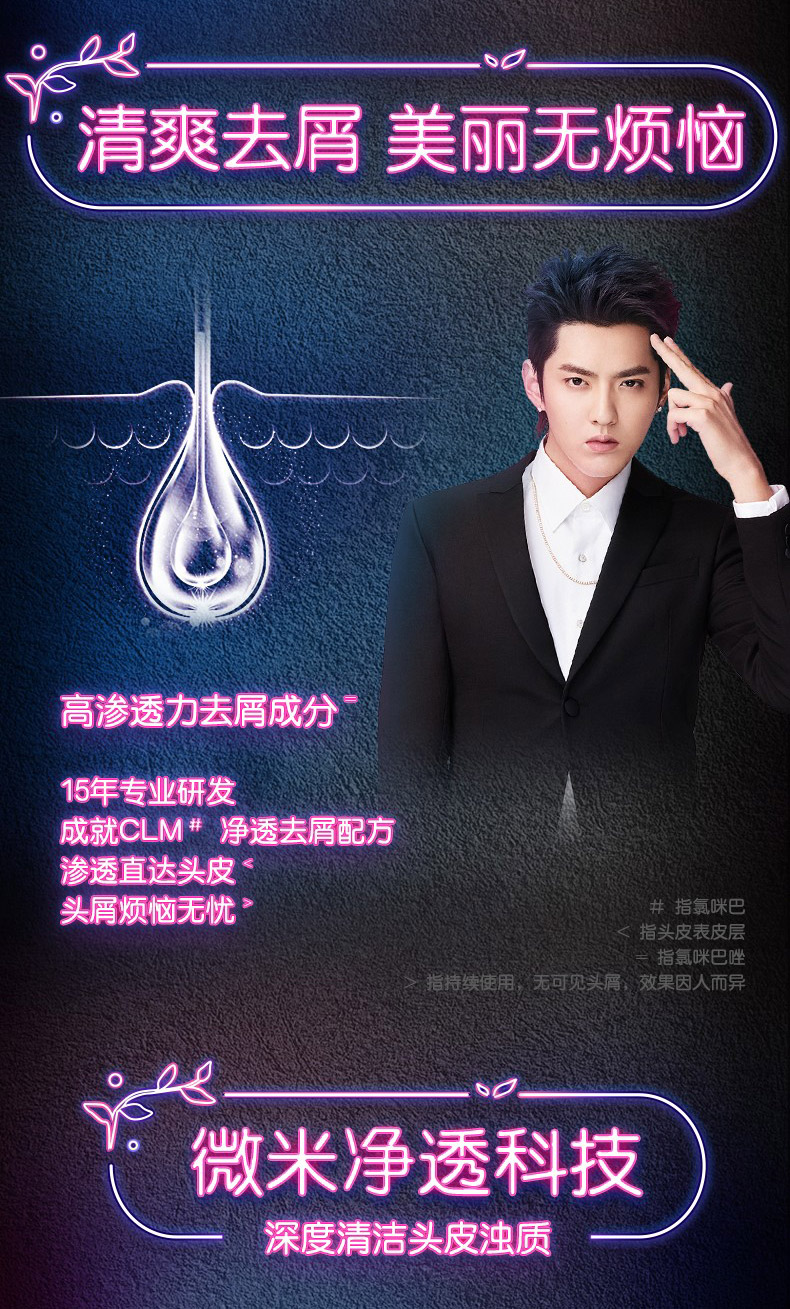 清爽去屑 美丽无烦恼
高渗透力去屑成分=
15年专业研发
成就CLM# 净透去屑配方
渗透直达头皮<
头屑烦恼无忧>
# 指氯咪巴
< 指头皮表皮层
= 指氯咪巴唑
> 指持续使用，无可见头屑，效果因人而异
微米净透科技
深度清洁头皮浊质